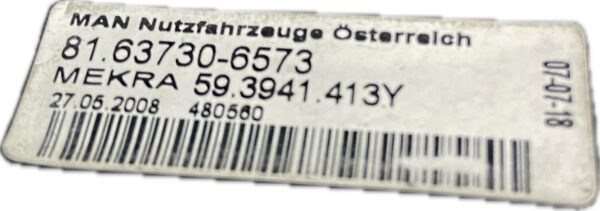 MAN Nutzfahrzeuge Österreich
81.63730-6573
MEKRA 59.3941.413Y
27.05.2008 480560
07-07-18